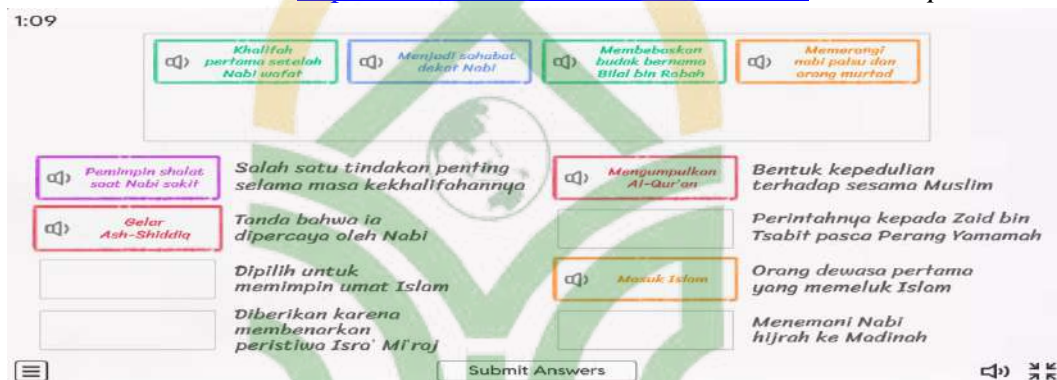 1:09
Khalifah
pertama setelah
Nabi wafat
Menjadi sahabat
dekat Nabi
Membebaskan
budak bernama
Bilal bin Rabah
Memerangi
nabi palsu dan
orang murtad
Pemimpin shalat
saat Nabi sakit
Salah satu tindakan penting
selama masa kekhalifahannya
Mengumpulkan
Al-Qur'an
Bentuk kepedulian
terhadap sesama Muslim
Gelar
Ash-Shiddiq
Tanda bahwa ia
dipercaya oleh Nabi
Perintahnya kepada Zaid bin
Tsabit pasca Perang Yamamah
Dipilih untuk
memimpin umat Islam
Masuk Islam
Orang dewasa pertama
yang memeluk Islam
Diberikan karena
membenarkan
peristiwa Isra' Mi'raj
Menemani Nabi
hijrah ke Madinah
Submit Answers